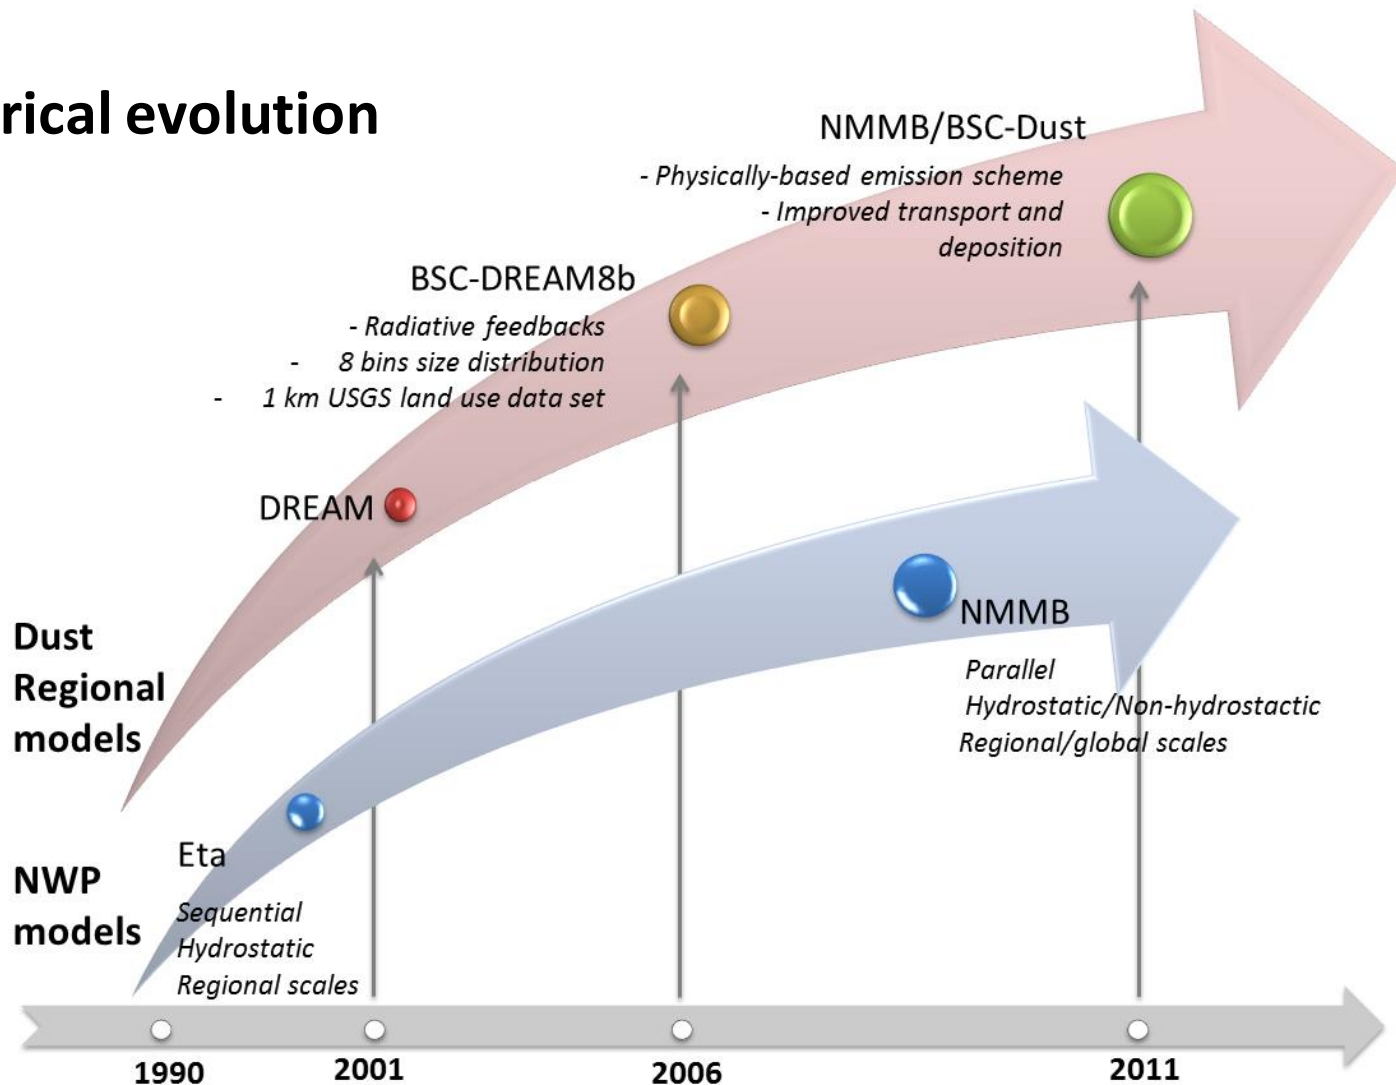 rical evolution
NMMB/BSC-Dust
- Physically-based emission scheme
- Improved transport and
deposition
BSC-DREAM8b
- Radiative feedbacks
- 8 bins size distribution
- 1 km USGS land use data set
DREAM
Dust
Regional
models
NMMB
Parallel
Hydrostatic/Non-hydrostactic
Regional/global scales
Eta
Sequential
Hydrostatic
Regional scales
NWP
models
1990
2001
2006
2011